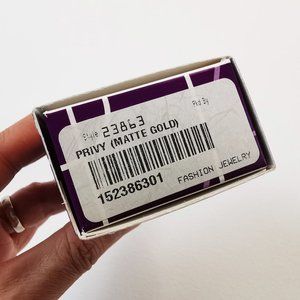 Style 23863 Pkd By
PRIVY (MATTE GOLD)
152386301
FASHION JEWELRY